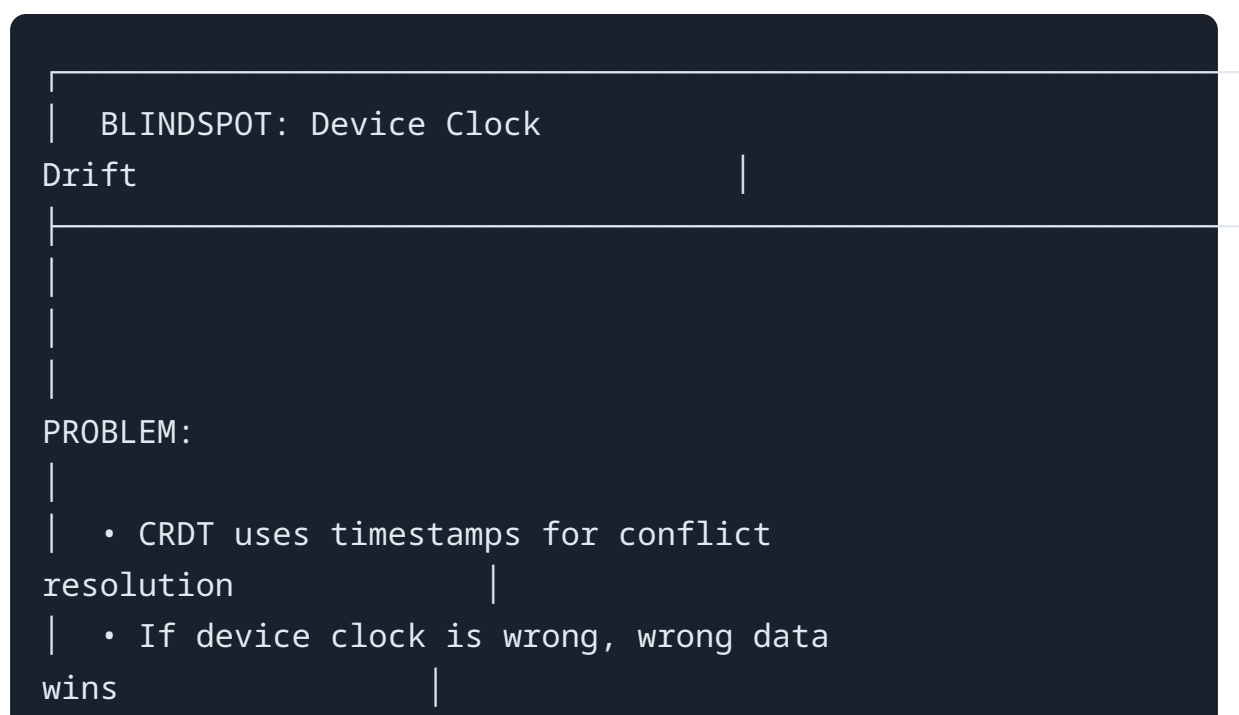 BLINDSPOT: Device Clock
Drift
PROBLEM:
• CRDT uses timestamps for conflict
resolution
• If device clock is wrong, wrong data
wins